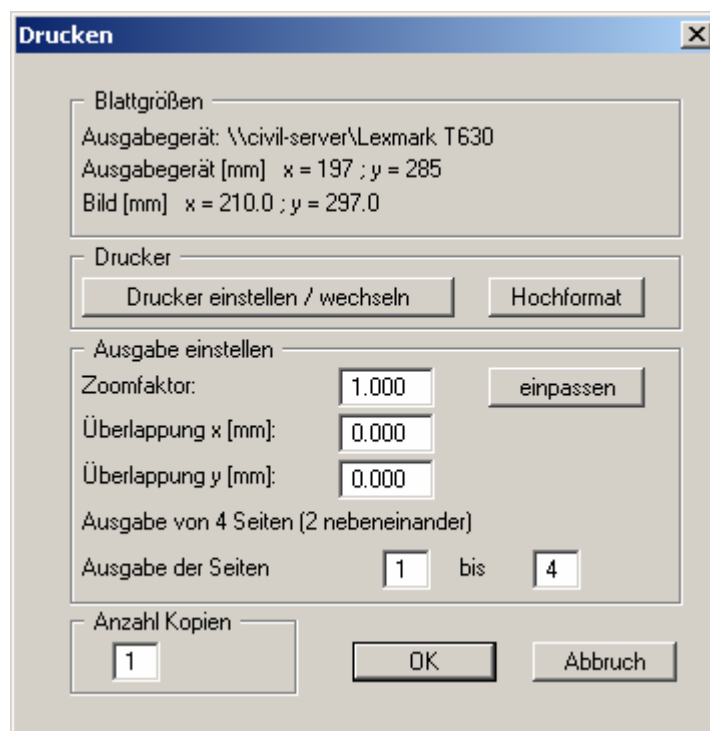 Drucken
Blattgrößen
Ausgabegerät: \\civil-server\Lexmark T630
Ausgabegerät [mm] x = 197 ; y = 285
Bild [mm] x = 210.0 ; y = 297.0
Drucker
Drucker einstellen / wechseln Hochformat
Ausgabe einstellen
Zoomfaktor: 1.000 einpassen
Überlappung x [mm]: 0.000
Überlappung y [mm]: 0.000
Ausgabe von 4 Seiten (2 nebeneinander)
Ausgabe der Seiten 1 bis 4
Anzahl Kopien
1 OK Abbruch